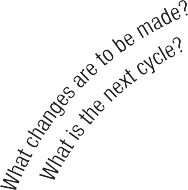 What changes are to be made
What is the next cycle?